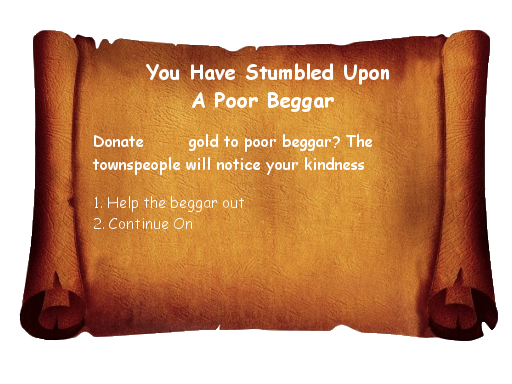 You Have Stumbled Upon
A Poor Beggar
Donate gold to poor beggar? The
townspeople will notice your kindness
1. Help the beggar out
2. Continue On